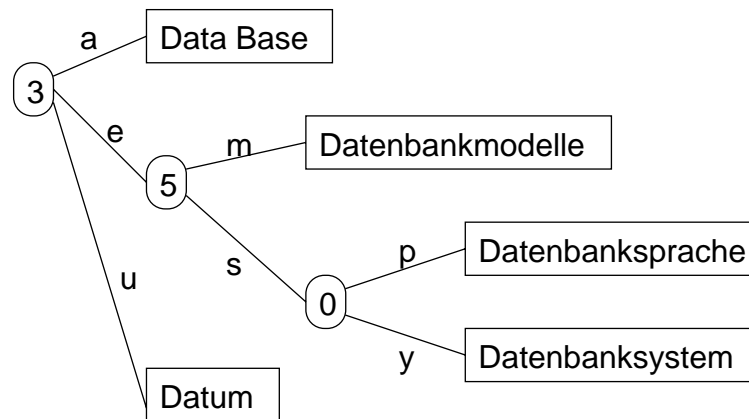 a
Data Base
3
e
m
Datenbankmodelle
5
u
s
p
Datenbanksprache
0
y
Datenbanksystem
Datum